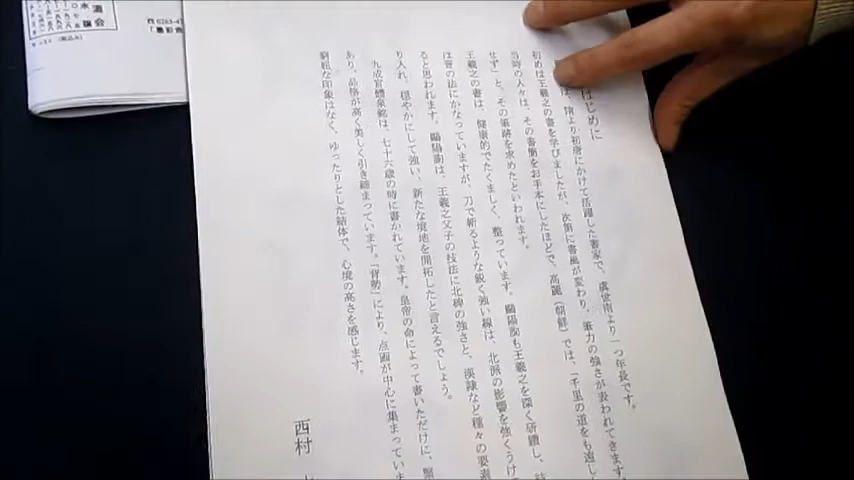 はじめに
は、隋より初唐にかけて活躍した書家で、虞世南より一つ年長です。
初めは王羲之の書を学びましたが、次第に書風が変わり、筆力の強さが表われてきます。
当時の人々は、その書簡をお手本にしたほどで、高麗(朝鮮)では、「千里の道をも遠し
せず」と、その筆跡を求めたといわれます。
王羲之の書は、健康的でたくましく、整っています。歐陽詢も王羲之を深く研鑽し、
は晋の法にかなっていますが、刀で斬るような鋭く強い線は、北派の影響を強くうけて
ると思われます。歐陽詢は、王羲之父子の技法に北碑の強さと、漢隷など種々の要素
り入れ、穏やかにして強い、新たな境地を開拓したと言えるでしょう。
九成宮醴泉銘は、七十六歳の時に書かれています。皇帝の命によって書いただけに、
あり、品格が高く美しく引き締まっています。「背勢」により、点画が中心に集まってい
窮屈な印象はなく、ゆったりとした結体で、心境の高さを感じます。
西村